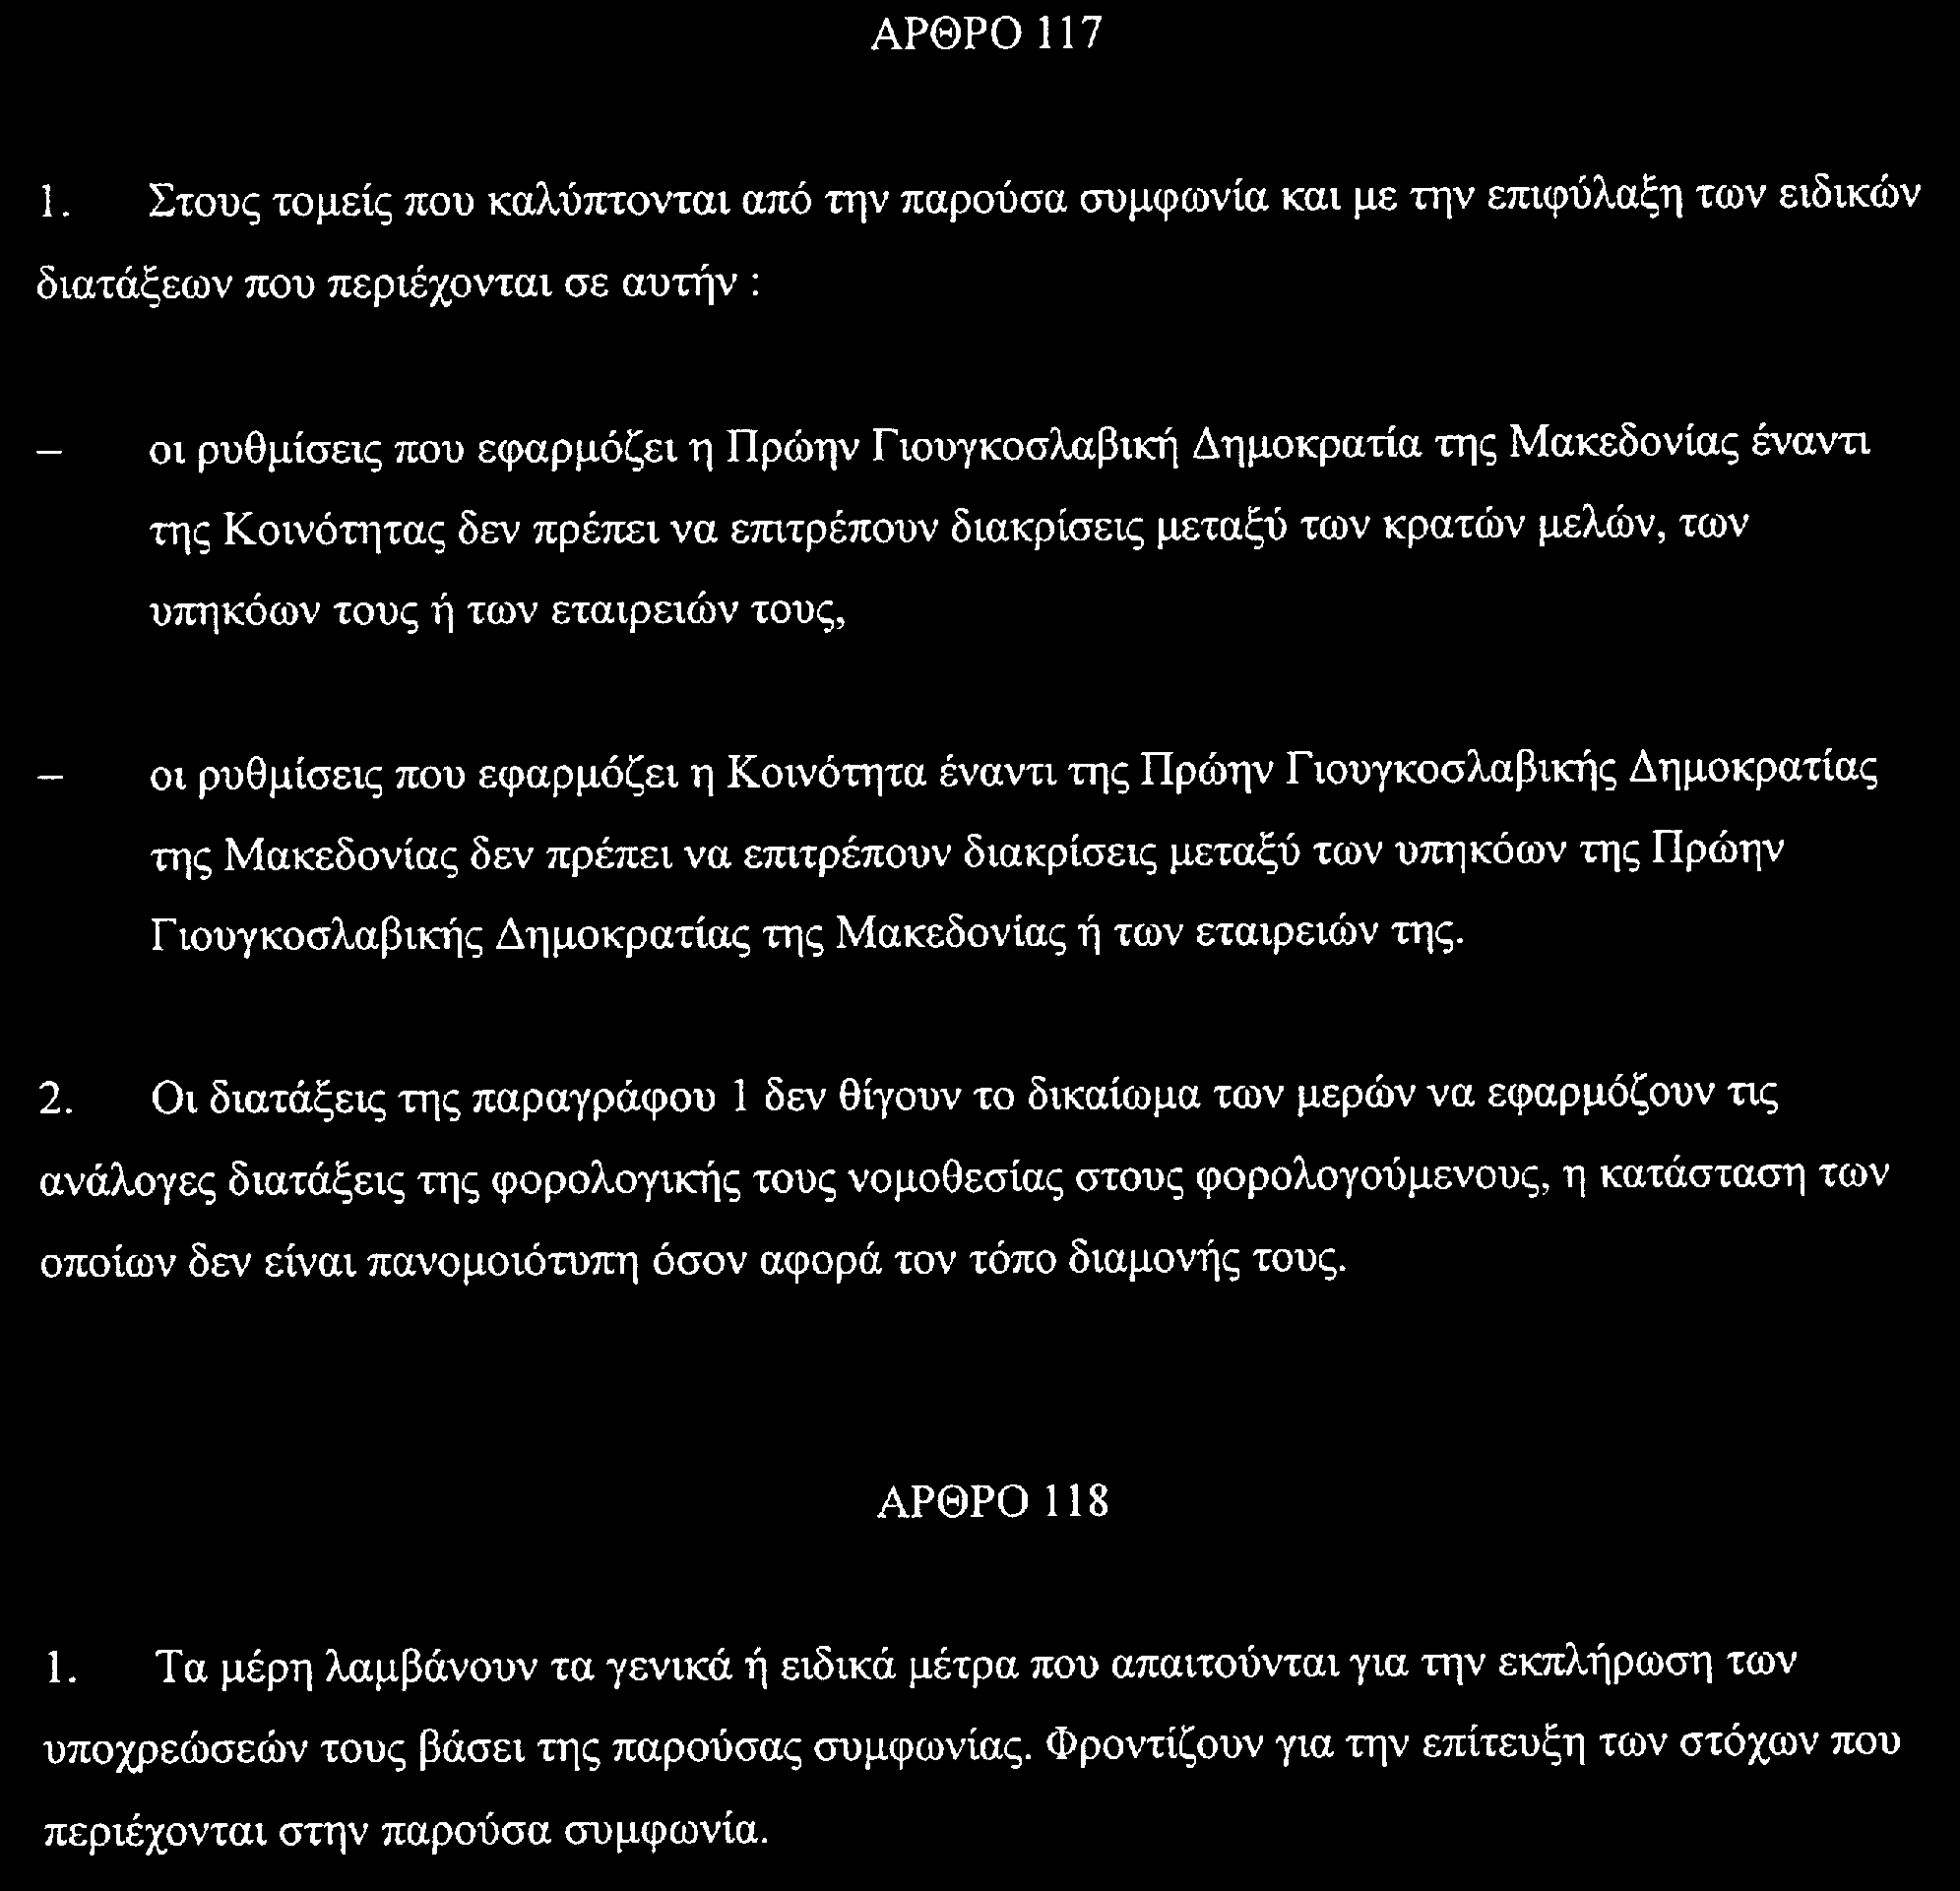 ΑΡΘΡΟ 117
1. Στους τομείς που καλύπτονται από την παρούσα συμφωνία και με την επιφύλαξη των ειδικών
διατάξεων που περιέχονται σε αυτήν :
– οι ρυθμίσεις που εφαρμόζει η Πρώην Γιουγκοσλαβική Δημοκρατία της Μακεδονίας έναντι
της Κοινότητας δεν πρέπει να επιτρέπουν διακρίσεις μεταξύ των κρατών μελών, των
υπηκόων τους ή των εταιρειών τους,
– οι ρυθμίσεις που εφαρμόζει η Κοινότητα έναντι της Πρώην Γιουγκοσλαβικής Δημοκρατίας
της Μακεδονίας δεν πρέπει να επιτρέπουν διακρίσεις μεταξύ των υπηκόων της Πρώην
Γιουγκοσλαβικής Δημοκρατίας της Μακεδονίας ή των εταιρειών της.
2. Οι διατάξεις της παραγράφου 1 δεν θίγουν το δικαίωμα των μερών να εφαρμόζουν τις
ανάλογες διατάξεις της φορολογικής τους νομοθεσίας στους φορολογούμενους, η κατάσταση των
οποίων δεν είναι πανομοιότυπη όσον αφορά τον τόπο διαμονής τους.
ΑΡΘΡΟ 118
1. Τα μέρη λαμβάνουν τα γενικά ή ειδικά μέτρα που απαιτούνται για την εκπλήρωση των
υποχρεώσεών τους βάσει της παρούσας συμφωνίας. Φροντίζουν για την επίτευξη των στόχων που
περιέχονται στην παρούσα συμφωνία.